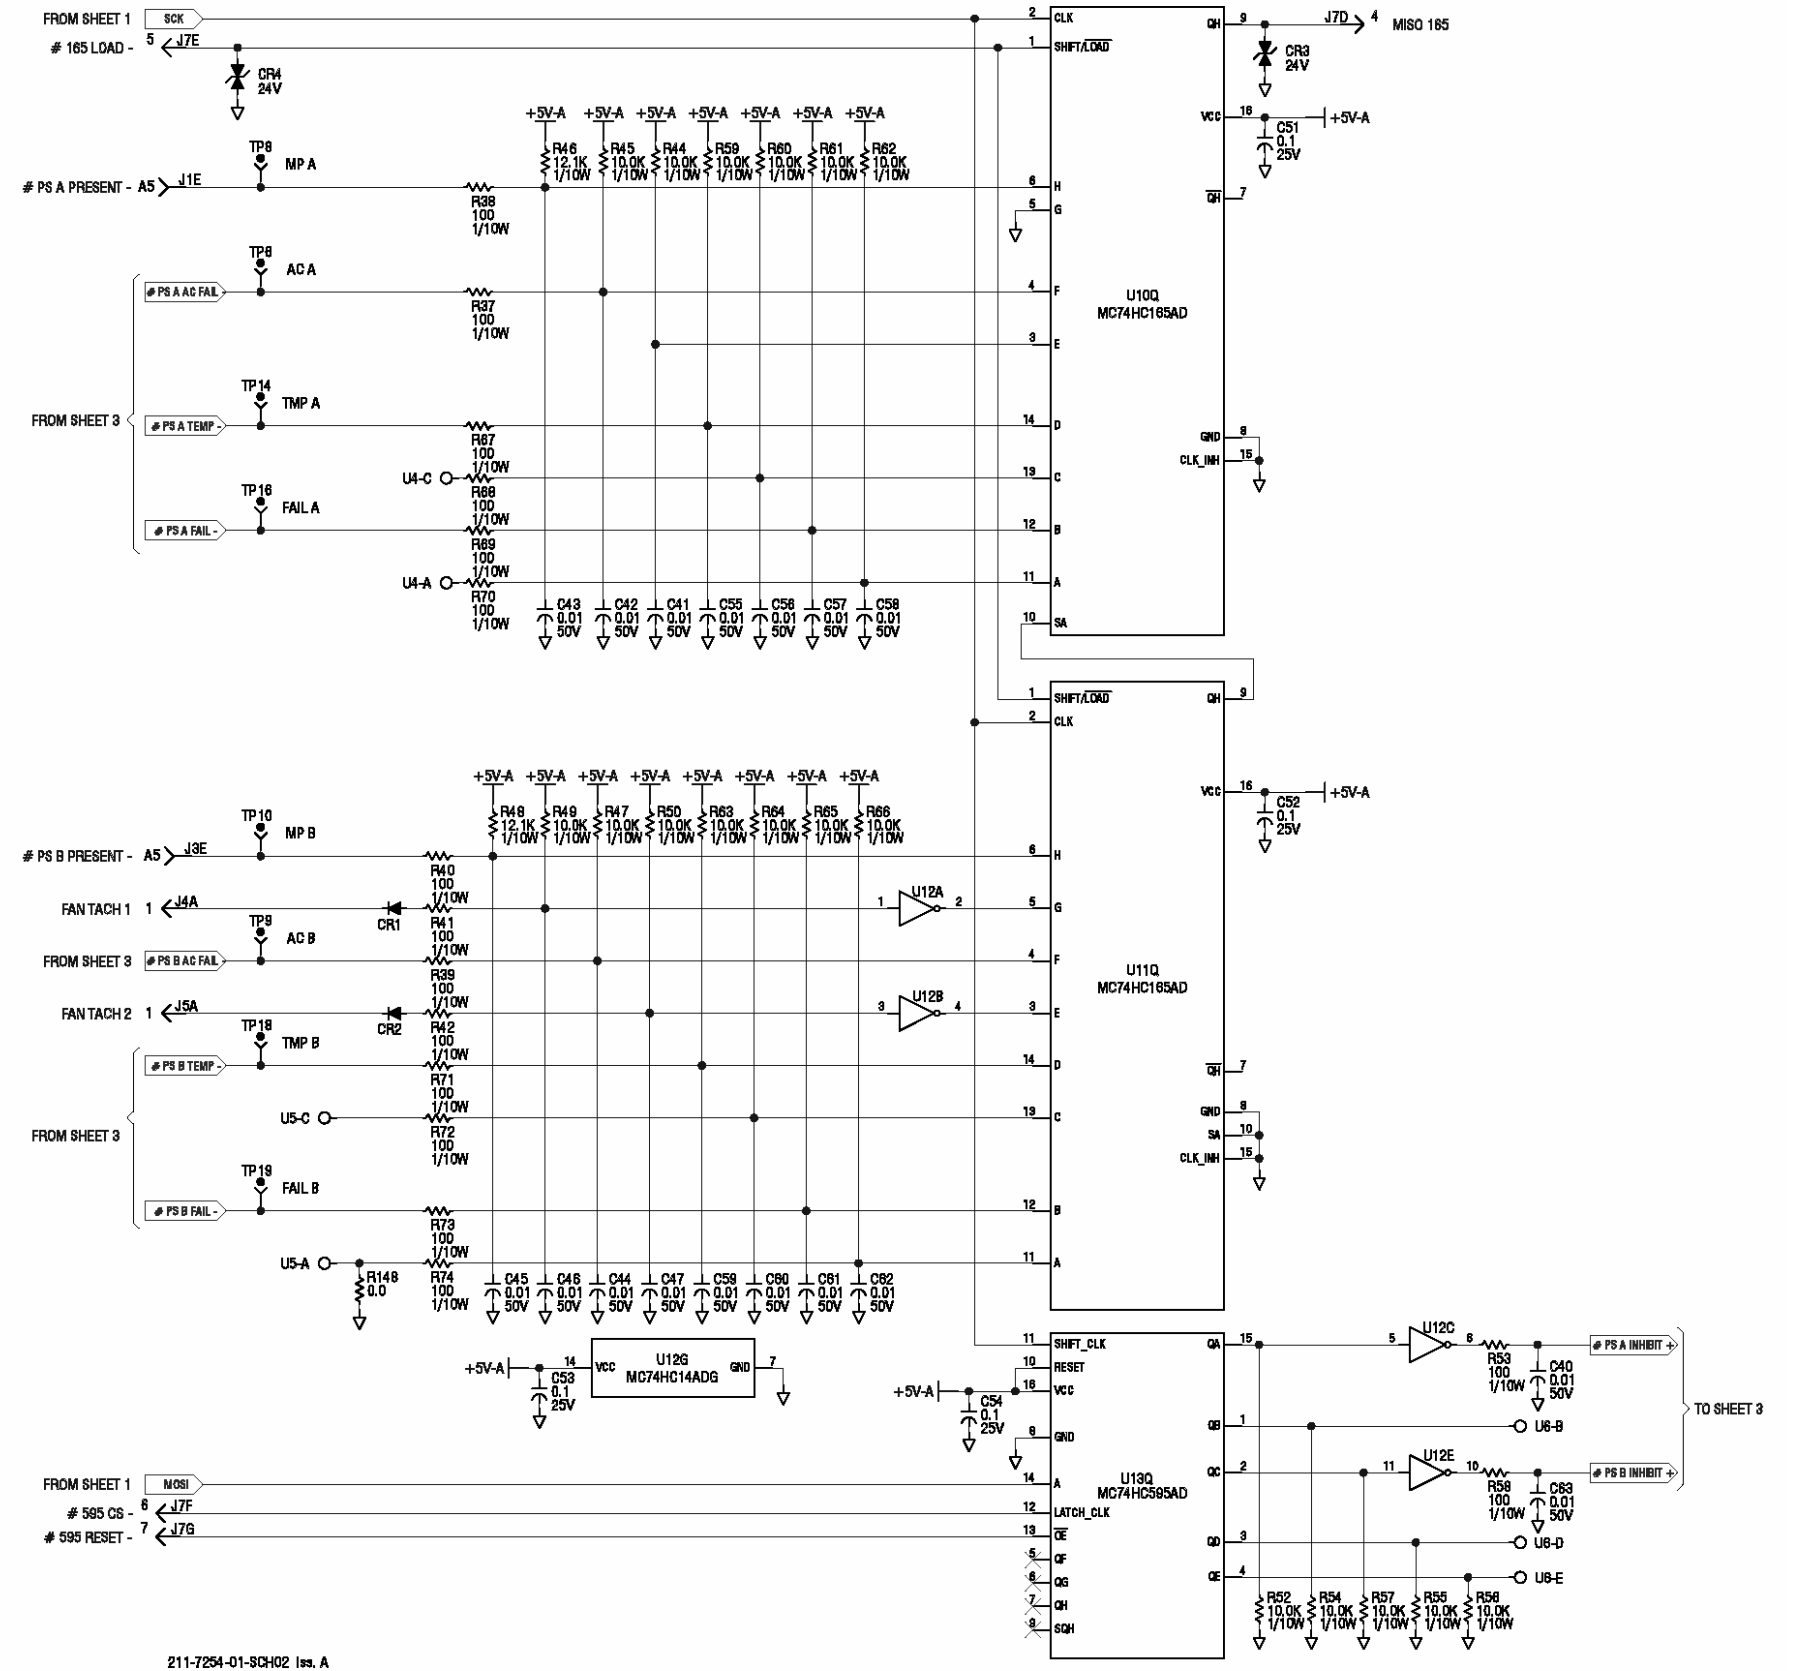 FROM SHEET 1 SCK
# 165 LOAD - 5 J7E
CR4
24V
2 CLK
1 SHIFT/LOAD
QH 9 J7D 4 MISO 165
CR3
24V
VCC 16 +5V-A
C51
0.1
25V
QH 7
+5V-A +5V-A +5V-A +5V-A +5V-A +5V-A +5V-A
R46 R45 R44 R59 R60 R61 R62
12.1K 10.0K 10.0K 10.0K 10.0K 10.0K 10.0K
1/10W 1/10W 1/10W 1/10W 1/10W 1/10W 1/10W
TP8
MP A
# PS A PRESENT - A5 J1E
R38
100
1/10W
6 H
5 G
TP6
AC A
# PS A AC FAIL
R37
100
1/10W
4 F
U10Q
MC74HC165AD
3 E
TP14
TMP A
FROM SHEET 3
# PS A TEMP -
R67
100
1/10W
14 D
GND 8
CLK_INH 15
U4-C
R68
100
1/10W
13 C
TP16
FAIL A
# PS A FAIL -
R69
100
1/10W
12 B
U4-A
R70
100
1/10W
11 A
C43 C42 C41 C55 C56 C57 C58
0.01 0.01 0.01 0.01 0.01 0.01 0.01
50V 50V 50V 50V 50V 50V 50V
10 SA
1 SHIFT/LOAD
2 CLK
QH 9
VCC 16 +5V-A
C52
0.1
25V
+5V-A +5V-A +5V-A +5V-A +5V-A +5V-A +5V-A +5V-A
R48 R49 R47 R50 R63 R64 R65 R66
12.1K 10.0K 10.0K 10.0K 10.0K 10.0K 10.0K 10.0K
1/10W 1/10W 1/10W 1/10W 1/10W 1/10W 1/10W 1/10W
TP10
MP B
# PS B PRESENT - A5 J3E
R40
100
1/10W
6 H
FAN TACH 1 1 J4A
CR1
R41
100
1/10W
1 U12A 2
5 G
TP9
AC B
FROM SHEET 3 # PS B AC FAIL
R39
100
1/10W
4 F
U11Q
MC74HC165AD
FAN TACH 2 1 J5A
CR2
R42
100
1/10W
3 U12B 4
3 E
TP18
TMP B
# PS B TEMP -
R71
100
1/10W
14 D
QH 7
GND 8
SA 10
CLK_INH 15
FROM SHEET 3
U5-C
R72
100
1/10W
13 C
TP19
FAIL B
# PS B FAIL -
R73
100
1/10W
12 B
U5-A
R148
0.0
R74
100
1/10W
11 A
C45 C46 C44 C47 C59 C60 C61 C62
0.01 0.01 0.01 0.01 0.01 0.01 0.01 0.01
50V 50V 50V 50V 50V 50V 50V 50V
+5V-A 14 VCC
U12G
MC74HC14ADG
GND 7
C53
0.1
25V
11 SHIFT_CLK
10 RESET
+5V-A 16 VCC
C54
0.1
25V
8 GND
QA 15
5 U12C 6
R53
100
1/10W
C40
0.01
50V
# PS A INHIBIT +
QB 1 U6-B
TO SHEET 3
QC 2
11 U12E 10
R58
100
1/10W
C63
0.01
50V
# PS B INHIBIT +
U13Q
MC74HC595AD
FROM SHEET 1 MOSI
14 A
# 595 CS - 6 J7F
12 LATCH_CLK
# 595 RESET - 7 J7G
13 OE
QD 3 U6-D
5 QF
QE 4 U6-E
6 QG
7 QH
9 SQH
R52 R54 R57 R55 R56
10.0K 10.0K 10.0K 10.0K 10.0K
1/10W 1/10W 1/10W 1/10W 1/10W
211-7254-01-SCH02 Iss. A